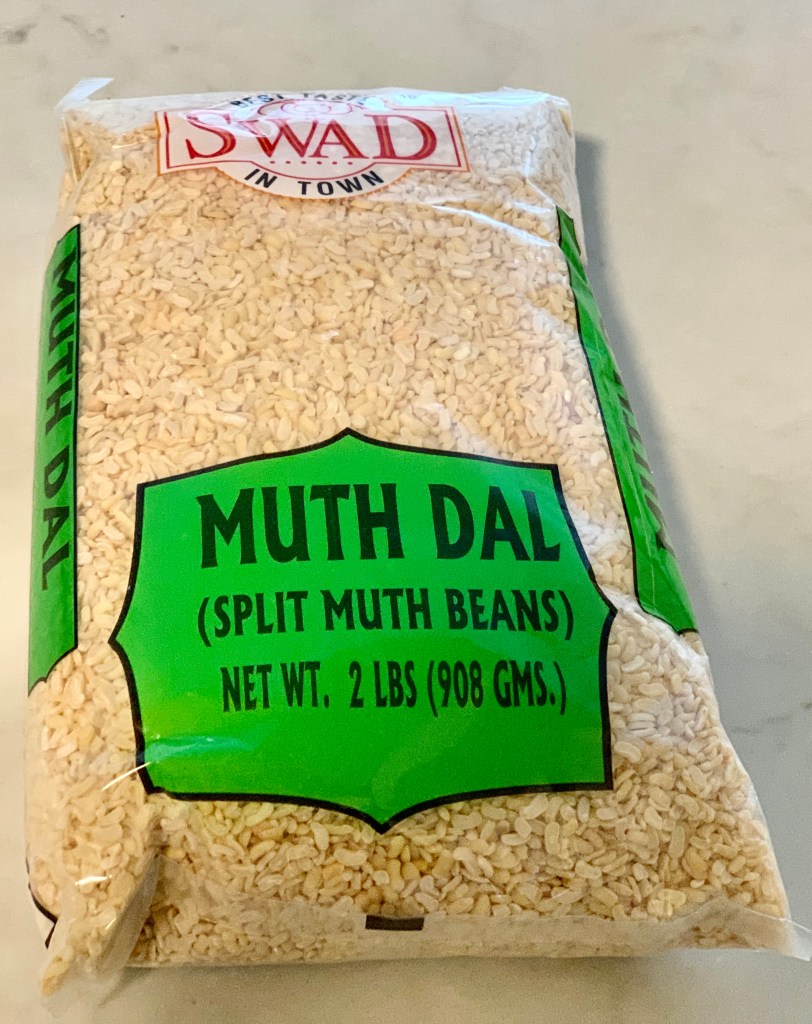 BEST TASTE
SWAD
IN TOWN
MUTH DAL
MUTH DAL
(SPLIT MUTH BEANS)
NET WT. 2 LBS (908 GMS.)